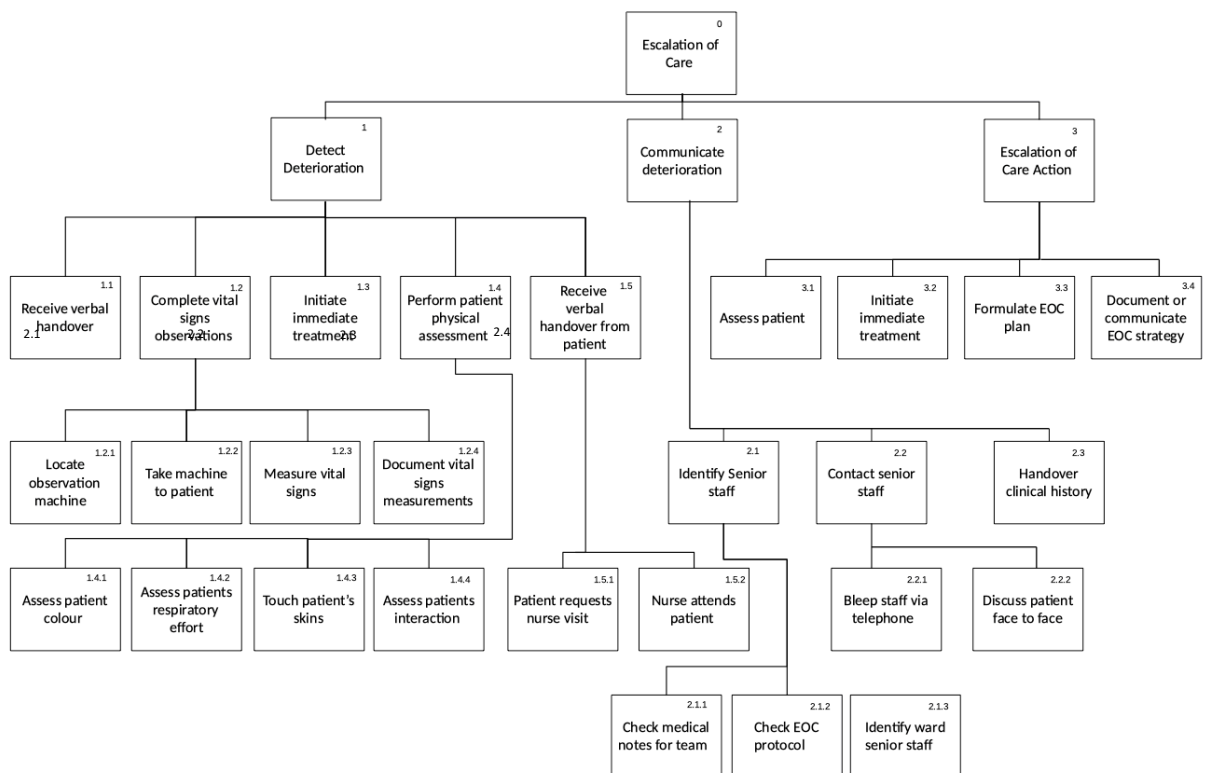 0
Escalation of
Care
1
Detect
Deterioration
2
Communicate
deterioration
3
Escalation of
Care Action
1.1
Receive verbal
handover
2.1
1.2
Complete vital
signs
observations
2.2
1.3
Initiate
immediate
treatment
2.3
1.4
Perform patient
physical
assessment
2.4
1.5
Receive
verbal
handover from
patient
3.1
Assess patient
3.2
Initiate
immediate
treatment
3.3
Formulate EOC
plan
3.4
Document or
communicate
EOC strategy
1.2.1
Locate
observation
machine
1.2.2
Take machine
to patient
1.2.3
Measure vital
signs
1.2.4
Document vital
signs
measurements
2.1
Identify Senior
staff
2.2
Contact senior
staff
2.3
Handover
clinical history
1.4.1
Assess patient
colour
1.4.2
Assess patients
respiratory
effort
1.4.3
Touch patient's
skins
1.4.4
Assess patients
interaction
1.5.1
Patient requests
nurse visit
1.5.2
Nurse attends
patient
2.2.1
Bleep staff via
telephone
2.2.2
Discuss patient
face to face
2.1.1
Check medical
notes for team
2.1.2
Check EOC
protocol
2.1.3
Identify ward
senior staff